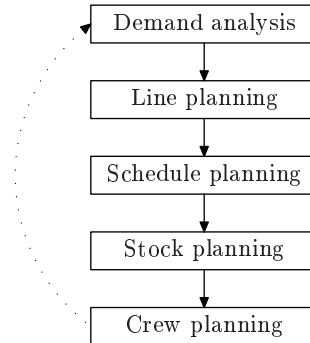 Demand analysis
Line planning
Schedule planning
Stock planning
Crew planning